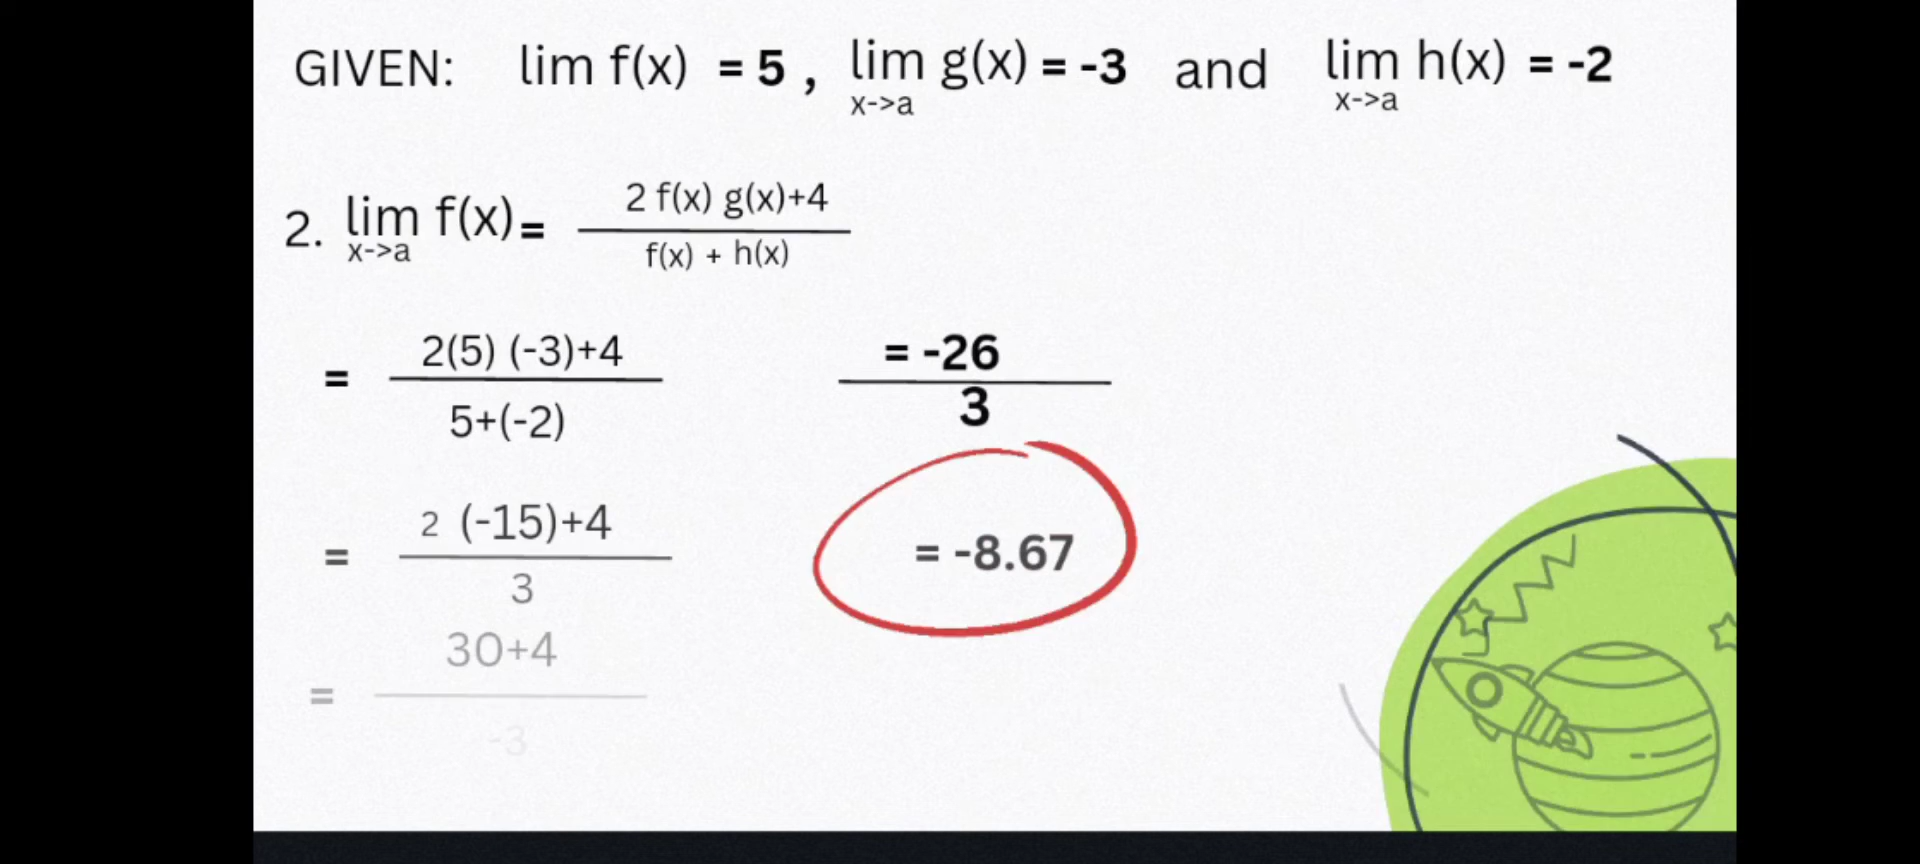 GIVEN: lim f(x) = 5 , lim g(x) = -3 and lim h(x) = -2
x->a x->a
2. lim f(x) = 2 f(x) g(x)+4
x->a f(x) + h(x)
= 2(5) (-3)+4
5+(-2)
= 2 (-15)+4
3
= 30+4
-3
= -26
3
= -8.67